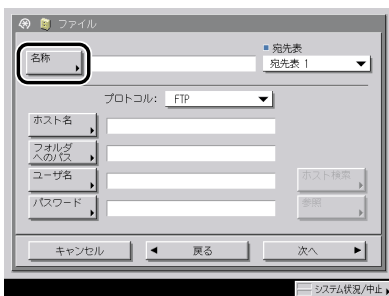 ファイル
宛先表
名称
宛先表 1
プロトコル: FTP
ホスト名
フォルダ
へのパス
ユーザ名
ホスト検索
パスワード
参照
キャンセル
戻る
次へ
システム状況/中止